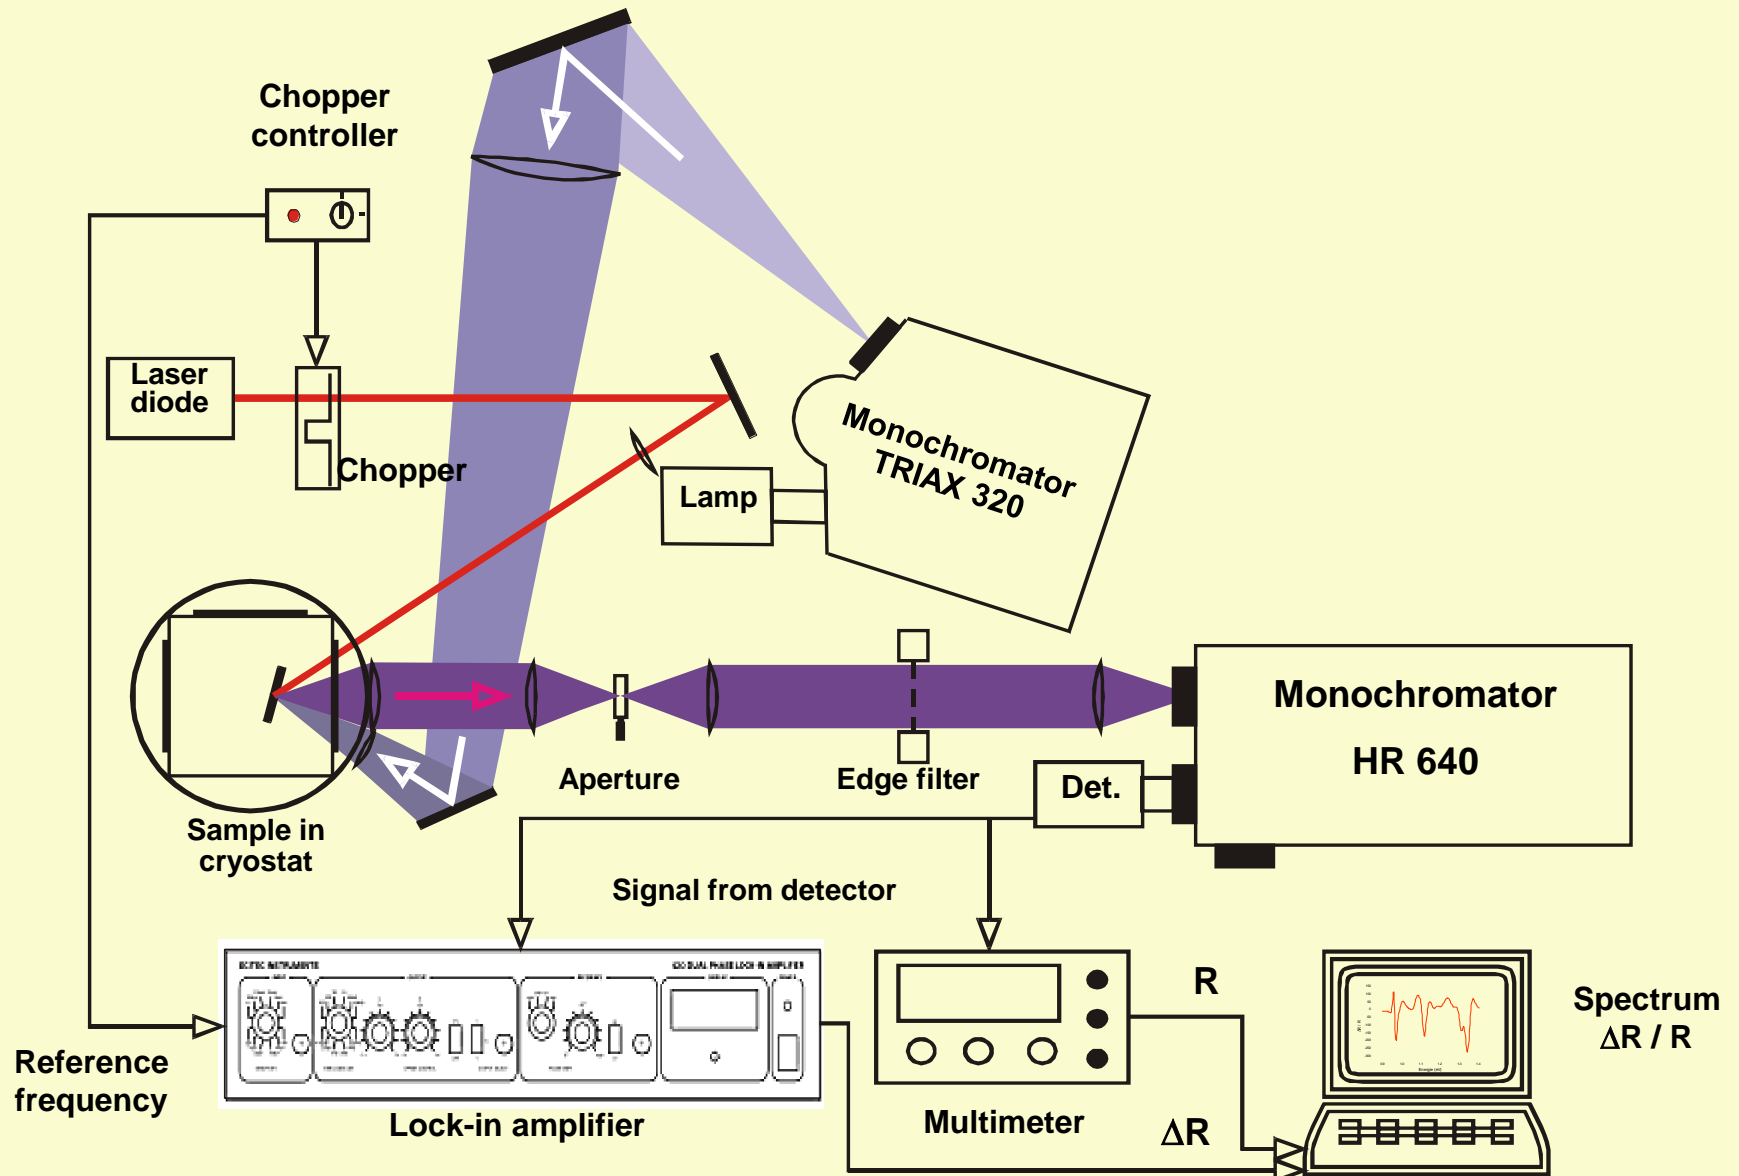 Chopper
controller
Laser
diode
Chopper
Lamp
Monochromator
TRIAX 320
Monochromator
HR 640
Aperture
Edge filter
Det.
Sample in
cryostat
Signal from detector
R
Spectrum
ΔR / R
Reference
frequency
Lock-in amplifier
Multimeter
ΔR